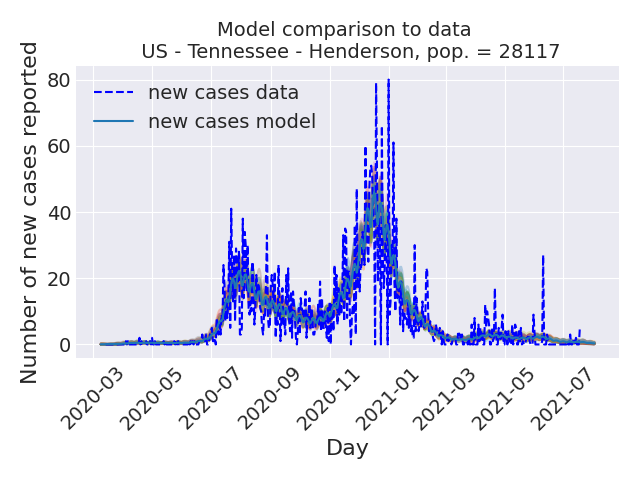 Model comparison to data
US - Tennessee - Henderson, pop. = 28117
Number of new cases reported
80
60
40
20
0
new cases data
new cases model
2020-03
2020-05
2020-07
2020-09
2020-11
2021-01
2021-03
2021-05
2021-07
Day